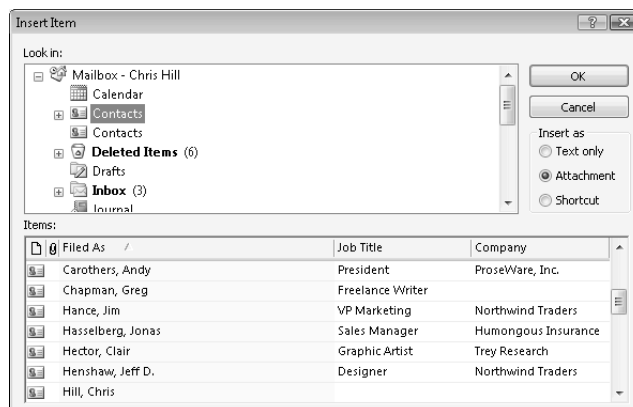 Insert Item
Look in:
Mailbox - Chris Hill
Calendar
Contacts
Contacts
Deleted Items (6)
Drafts
Inbox (3)
Journal
OK
Cancel
Insert as
Text only
Attachment
Shortcut
Items:
Filed As Job Title Company
Carothers, Andy President ProseWare, Inc.
Chapman, Greg Freelance Writer
Hance, Jim VP Marketing Northwind Traders
Hasselberg, Jonas Sales Manager Humongous Insurance
Hector, Clair Graphic Artist Trey Research
Henshaw, Jeff D. Designer Northwind Traders
Hill, Chris